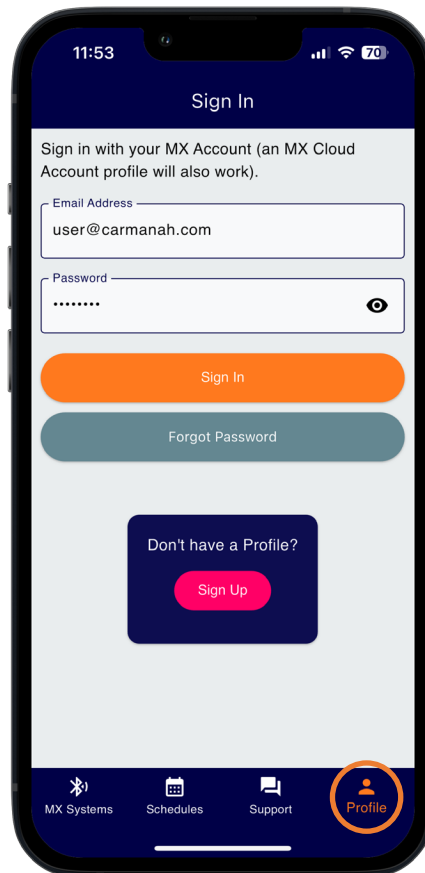 11:53
70
Sign In
Sign in with your MX Account (an MX Cloud
Account profile will also work).
Email Address
user@carmanah.com
Password
••••••••
Sign In
Forgot Password
Don't have a Profile?
Sign Up
MX Systems
Schedules
Support
Profile